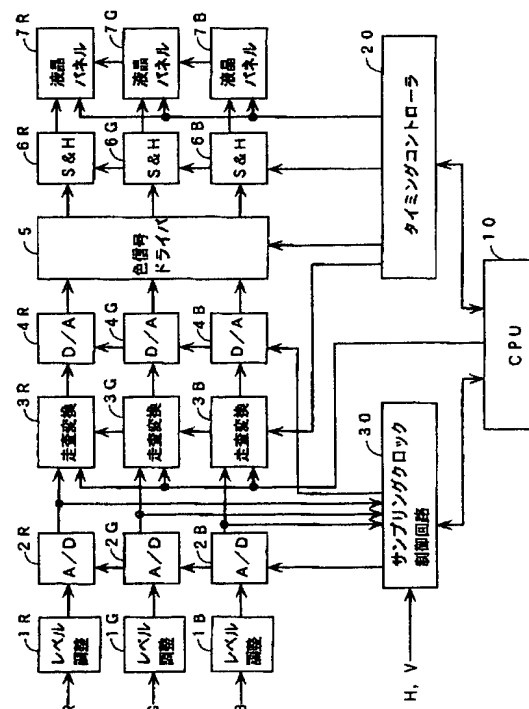 7R
7G
7B
液晶
パネル
液晶
パネル
液晶
パネル
6R
6G
6B
S&H
S&H
S&H
5
色信号
ドライバ
4R
4G
4B
D/A
D/A
D/A
3R
3G
3B
走査変換
走査変換
走査変換
2R
2G
2B
A/D
A/D
A/D
1R
1G
1B
レベル
調整
レベル
調整
レベル
調整
20
タイミングコントローラ
10
CPU
30
サンプリングクロック
制御回路
H, V